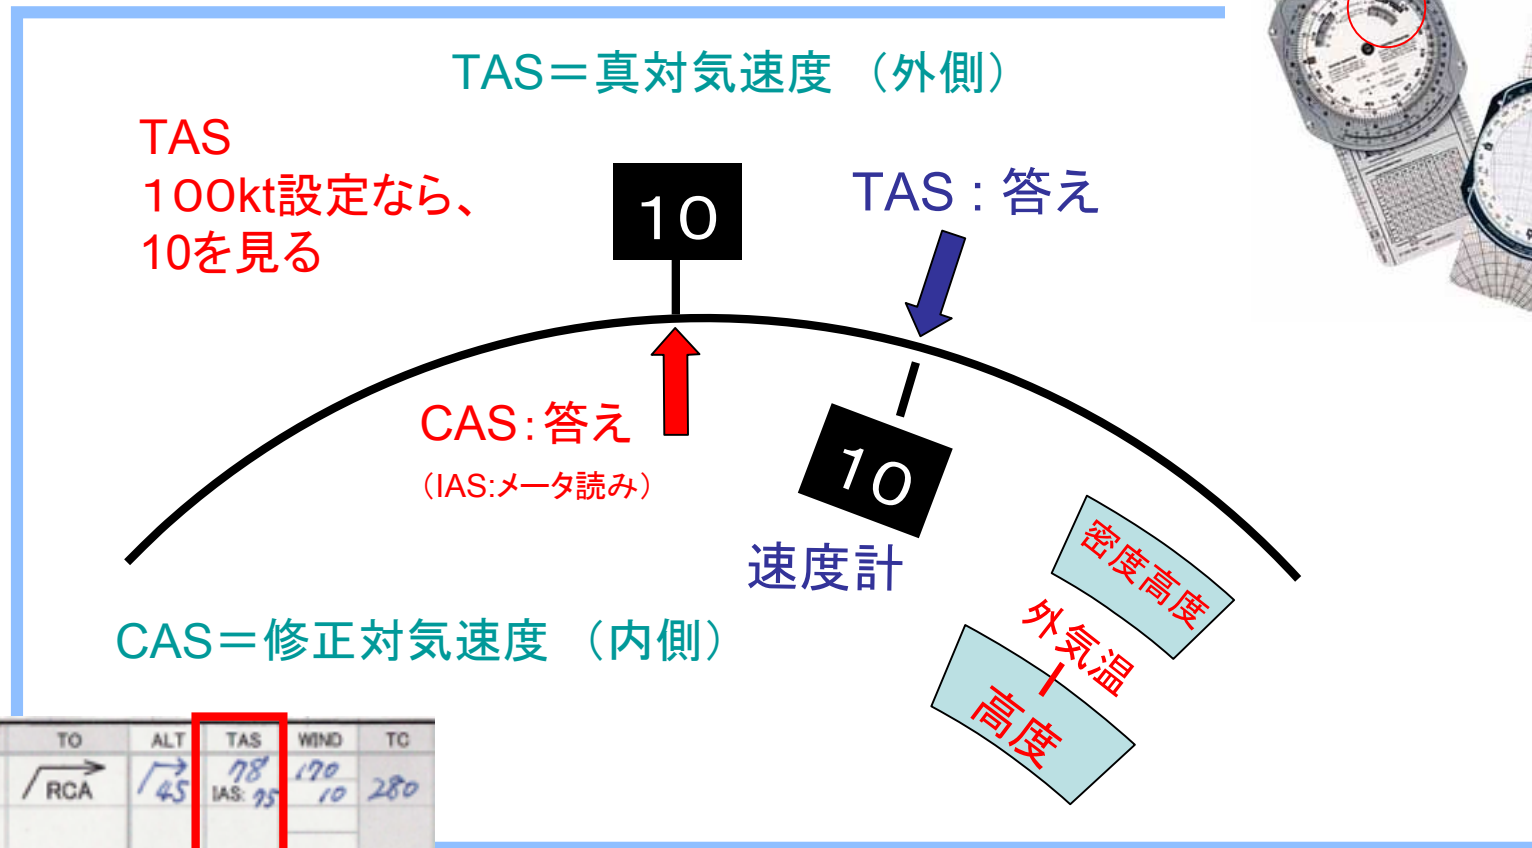 TAS＝真対気速度 （外側）
TAS
１００kt設定なら、
10を見る
１０
TAS：答え
CAS：答え
（IAS:メータ読み）
１０
速度計
密度高度
外気温
高度
CAS＝修正対気速度 （内側）
TO ALT TAS WIND TC
RCA 45 78 170 280
IAS: 75 10